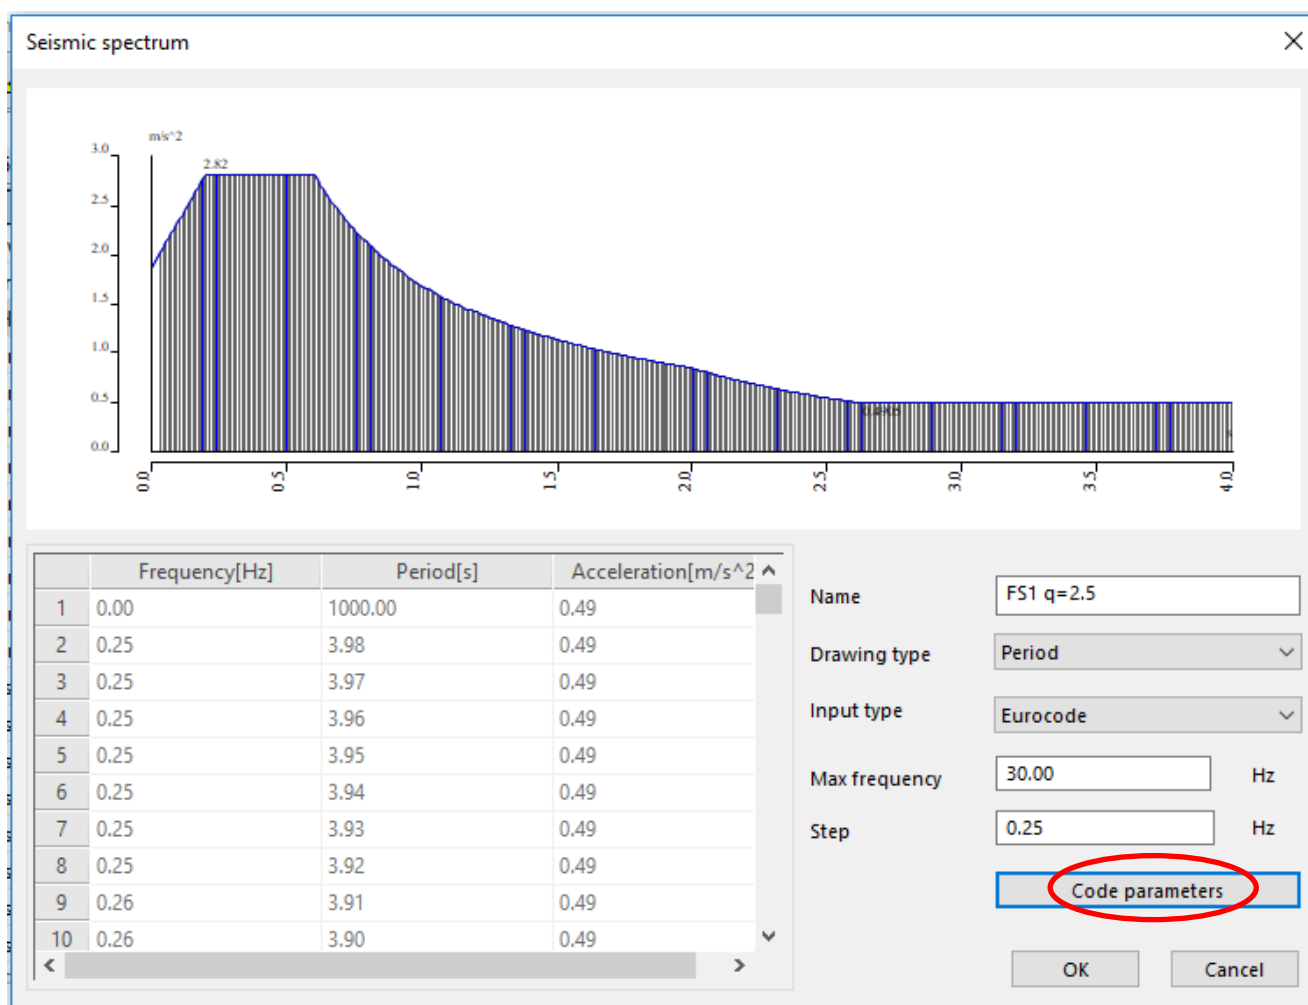 Seismic spectrum
m/s^2
3.0
2.82
2.5
2.0
1.5
1.0
0.5
0.4905
0.0
0.0 0.5 1.0 1.5 2.0 2.5 3.0 3.5 4.0
Frequency[Hz] Period[s] Acceleration[m/s^2
1 0.00 1000.00 0.49
2 0.25 3.98 0.49
3 0.25 3.97 0.49
4 0.25 3.96 0.49
5 0.25 3.95 0.49
6 0.25 3.94 0.49
7 0.25 3.93 0.49
8 0.25 3.92 0.49
9 0.26 3.91 0.49
10 0.26 3.90 0.49
Name FS1 q=2.5
Drawing type Period
Input type Eurocode
Max frequency 30.00 Hz
Step 0.25 Hz
Code parameters
OK Cancel